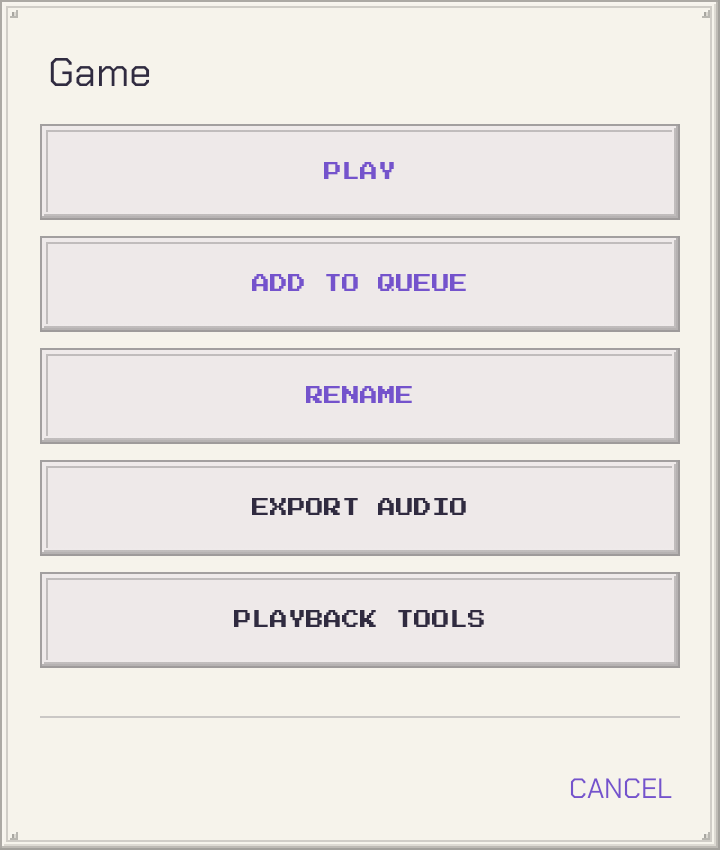 Game
PLAY
ADD TO QUEUE
RENAME
EXPORT AUDIO
PLAYBACK TOOLS
CANCEL